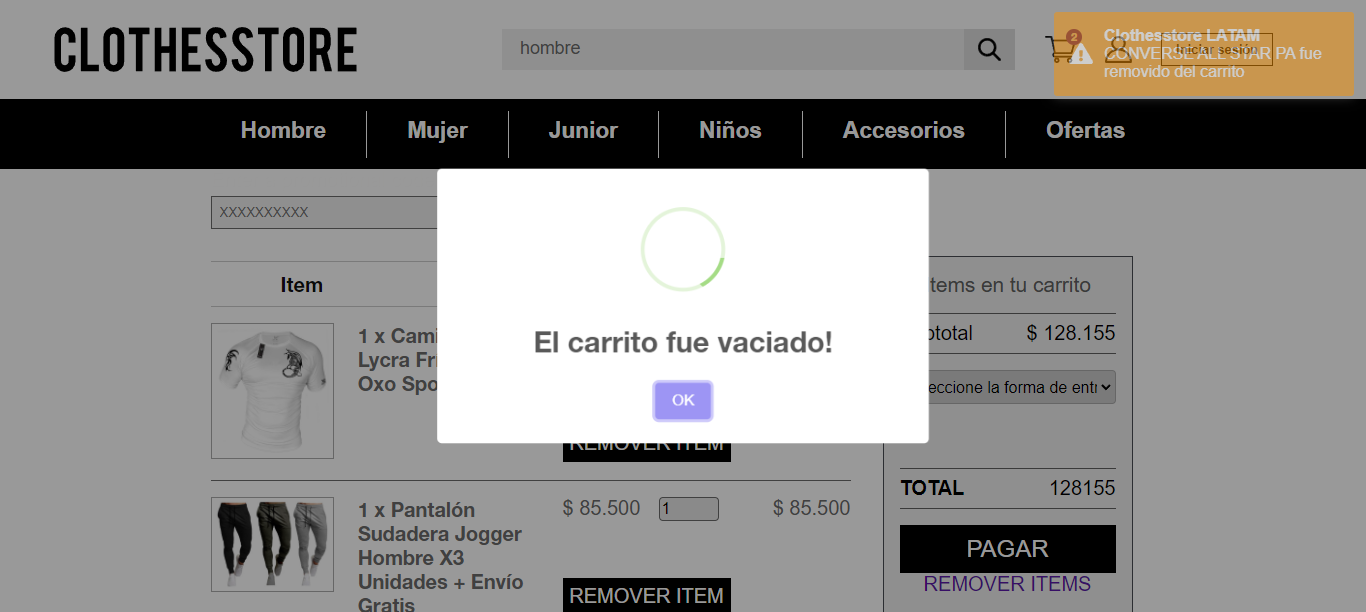 CLOTHESSTORE
hombre
2
Iniciar sesión
Clothesstore LATAM
CONVERSE ALL STAR PA fue
removido del carrito
Hombre
Mujer
Junior
Niños
Accesorios
Ofertas
XXXXXXXXXX
Item
tems en tu carrito
1 x Cami
Lycra Fri
Oxo Spo
El carrito fue vaciado!
OK
REMOVER ITEM
btotal $ 128.155
eccione la forma de entr
1 x Pantalón
Sudadera Jogger
Hombre X3
Unidades + Envío
Gratis
$ 85.500 1 $ 85.500
REMOVER ITEM
TOTAL 128155
PAGAR
REMOVER ITEMS